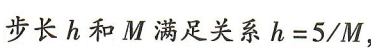 步长 h 和 M 满足关系 h = 5/M,